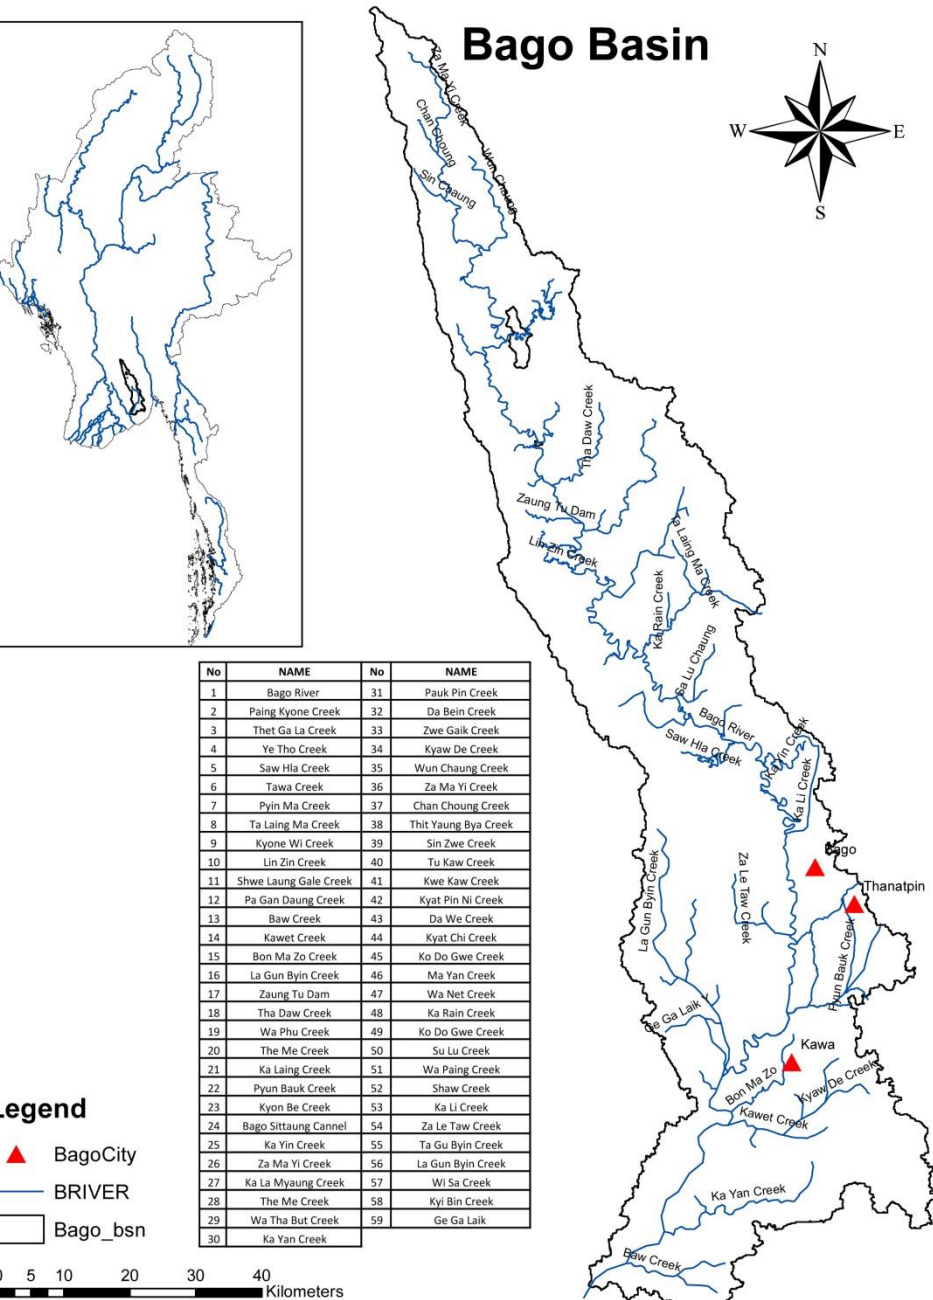 Bago Basin
N
W
E
S
Za Ma Yi Creek
Chan Choung
Wun Chaung
Sin Chaung
Tha Daw Creek
Zaung Tu Dam
Lin Zin Creek
Ta Laing Ma Creek
Ka Rain Creek
Sa Lu Chaung
Bago River
Saw Hla Creek
Ka Yin Creek
Ka Li Creek
Bago
Thanatpin
Za Le Taw Creek
La Gun Byin Creek
Pyun Bauk Creek
Ge Ga Laik
Kawa
Bon Ma Zo
Kyaw De Creek
Kawet Creek
Ka Yan Creek
Baw Creek
No NAME No NAME
1 Bago River 31 Pauk Pin Creek
2 Paing Kyone Creek 32 Da Bein Creek
3 Thet Ga La Creek 33 Zwe Gaik Creek
4 Ye Tho Creek 34 Kyaw De Creek
5 Saw Hla Creek 35 Wun Chaung Creek
6 Tawa Creek 36 Za Ma Yi Creek
7 Pyin Ma Creek 37 Chan Choung Creek
8 Ta Laing Ma Creek 38 Thit Yaung Bya Creek
9 Kyone Wi Creek 39 Sin Zwe Creek
10 Lin Zin Creek 40 Tu Kaw Creek
11 Shwe Laung Gale Creek 41 Kwe Kaw Creek
12 Pa Gan Daung Creek 42 Kyat Pin Ni Creek
13 Baw Creek 43 Da We Creek
14 Kawet Creek 44 Kyat Chi Creek
15 Bon Ma Zo Creek 45 Ko Do Gwe Creek
16 La Gun Byin Creek 46 Ma Yan Creek
17 Zaung Tu Dam 47 Wa Net Creek
18 Tha Daw Creek 48 Ka Rain Creek
19 Wa Phu Creek 49 Ko Do Gwe Creek
20 The Me Creek 50 Su Lu Creek
21 Ka Laing Creek 51 Wa Paing Creek
22 Pyun Bauk Creek 52 Shaw Creek
23 Kyon Be Creek 53 Ka Li Creek
24 Bago Sittaung Cannel 54 Za Le Taw Creek
25 Ka Yin Creek 55 Ta Gu Byin Creek
26 Za Ma Yi Creek 56 La Gun Byin Creek
27 Ka La Myaung Creek 57 Wi Sa Creek
28 The Me Creek 58 Kyi Bin Creek
29 Wa Tha But Creek 59 Ge Ga Laik
30 Ka Yan Creek
Legend
BagoCity
BRIVER
Bago_bsn
0 5 10 20 30 40
Kilometers